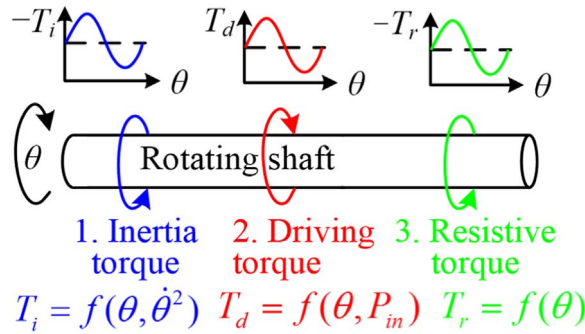 −T_i T_d −T_r
θ θ θ
θ Rotating shaft
1. Inertia 2. Driving 3. Resistive
torque torque torque
T_i = f(θ, θ̇²) T_d = f(θ, P_in) T_r = f(θ)